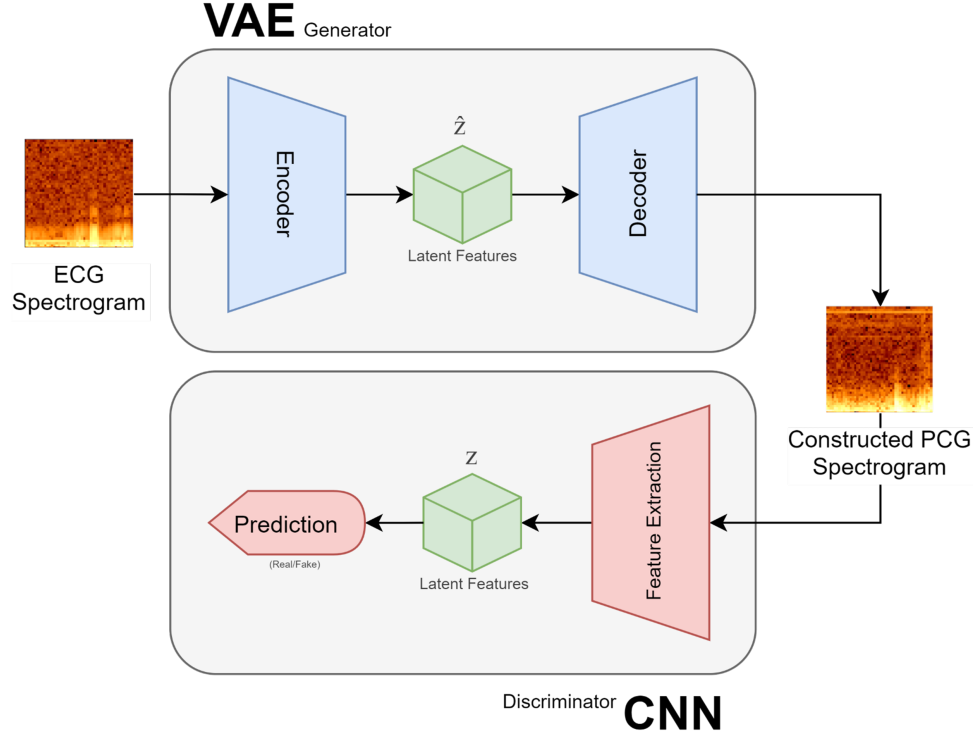 VAE Generator
Encoder
ẑ
Latent Features
Decoder
ECG
Spectrogram
Constructed PCG
Spectrogram
Feature Extraction
z
Latent Features
Prediction
(Real/Fake)
Discriminator CNN